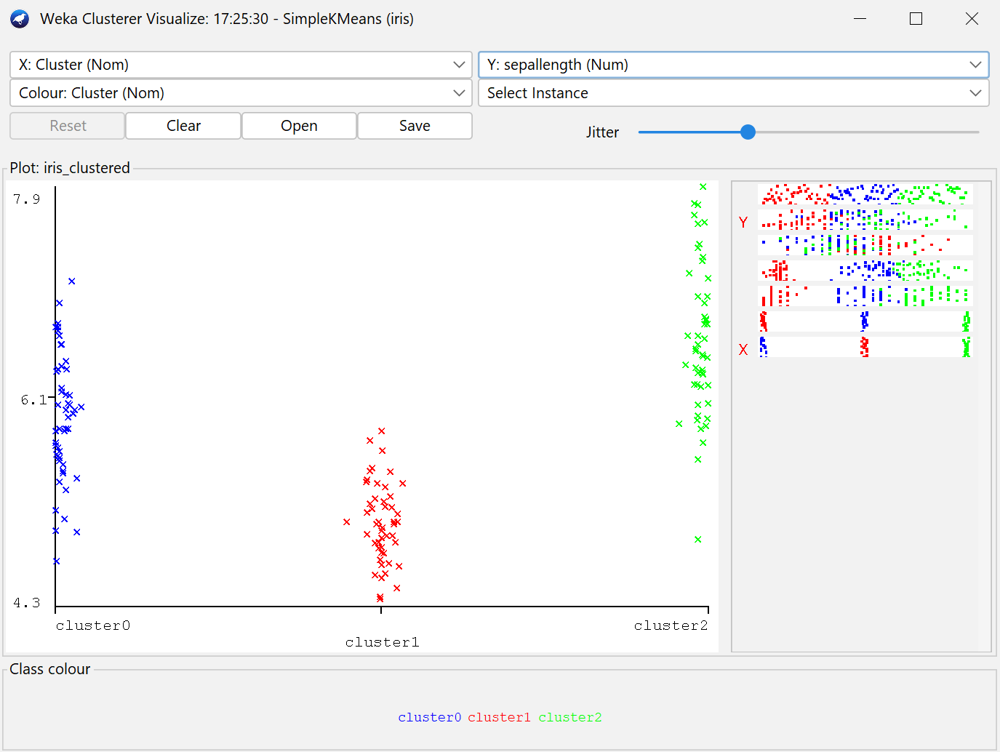 Weka Clusterer Visualize: 17:25:30 - SimpleKMeans (iris)
X: Cluster (Nom)
Y: sepallength (Num)
Colour: Cluster (Nom)
Select Instance
Reset
Clear
Open
Save
Jitter
Plot: iris_clustered
7.9
6.1
4.3
cluster0
cluster1
cluster2
Y
X
Class colour
cluster0 cluster1 cluster2